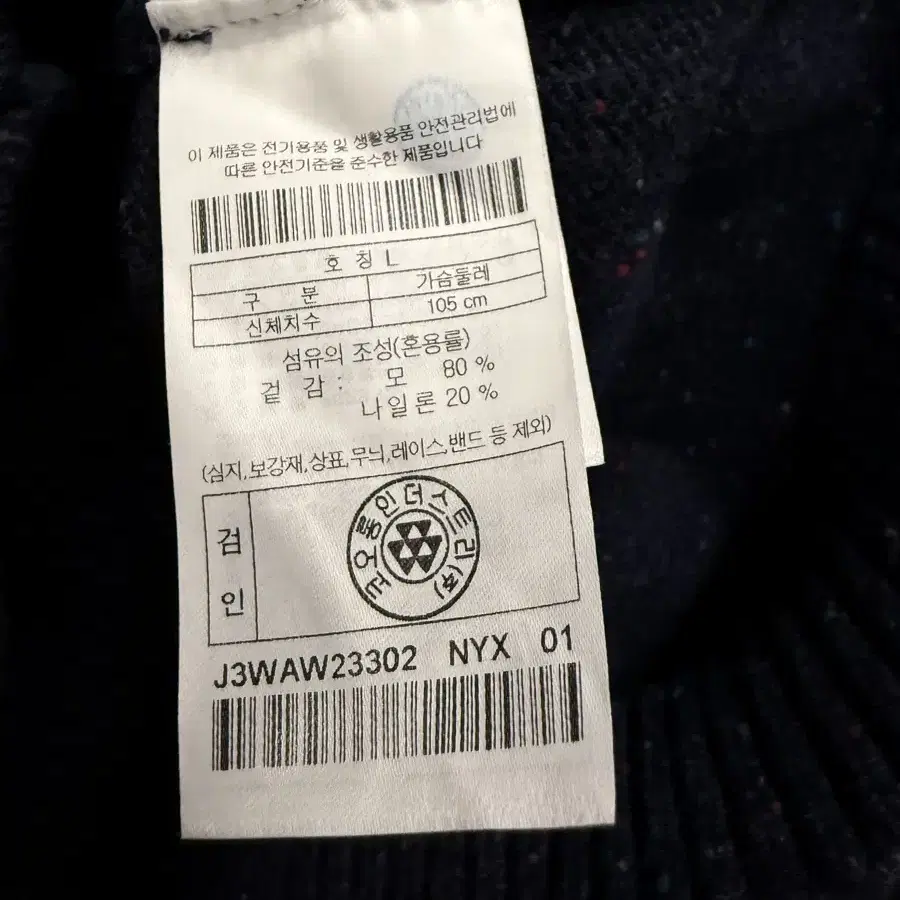 이 제품은 전기용품 및 생활용품 안전관리법에
따른 안전기준을 준수한 제품입니다
호 칭 L
구 분 가슴둘레
신체치수 105 cm
섬유의 조성(혼용률)
겉 감 : 모 80 %
나일론 20 %
(심지,보강재,상표,무늬,레이스,밴드 등 제외)
검
인
코오롱인더스트리(주)
J3WAW23302 NYX 01